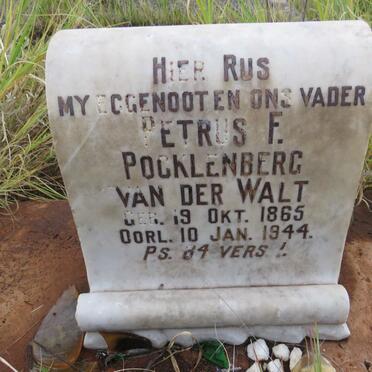 HIER RUS
MY EGGENOOT EN ONS VADER
PETRUS F.
POCKLENBERG
VAN DER WALT
GEB. 19 OKT. 1865
OORL. 10 JAN. 1944.
PS. 84 VERS 1.